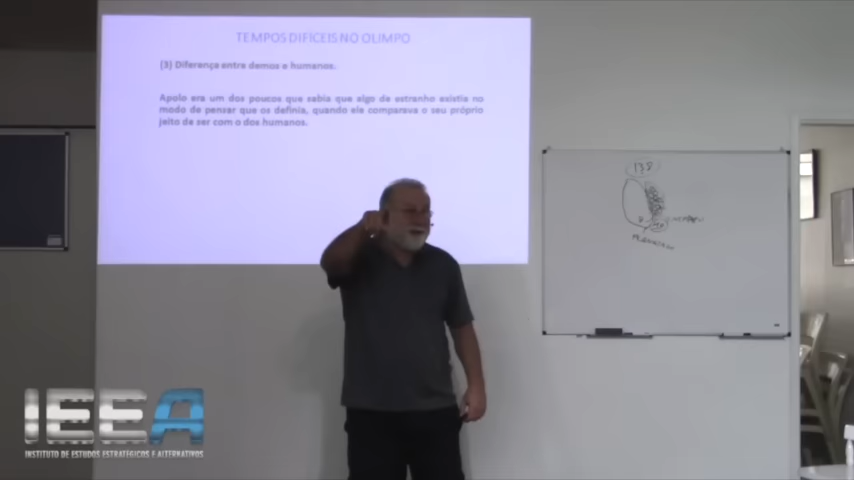 TEMPOS DIFÍCEIS NO OLIMPO
(3) Diferença entre demos e humanos.
Apolo era um dos poucos que sabia que algo de estranho existia no
modo de pensar que os definia, quando ele comparava o seu próprio
jeito de ser com o dos humanos.
178
IEEA
INSTITUTO DE ESTUDOS ESTRATÉGICOS E ALTERNATIVOS